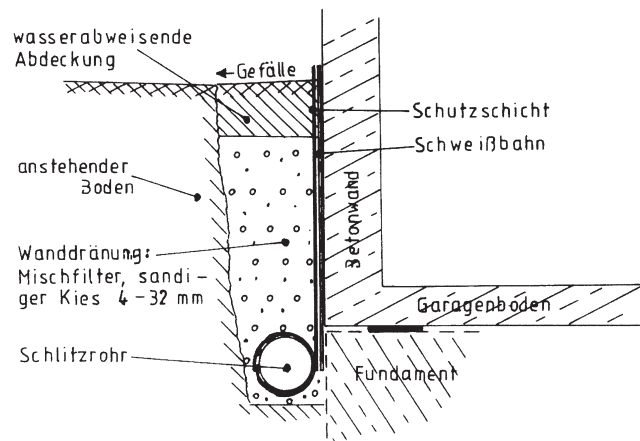 wasserabweisende
Abdeckung
Gefälle
Schutzschicht
Schweißbahn
anstehender
Boden
Betonwand
Wanddränung:
Mischfilter, sandi-
ger Kies 4-32 mm
Garagenboden
Schlitzrohr
Fundament